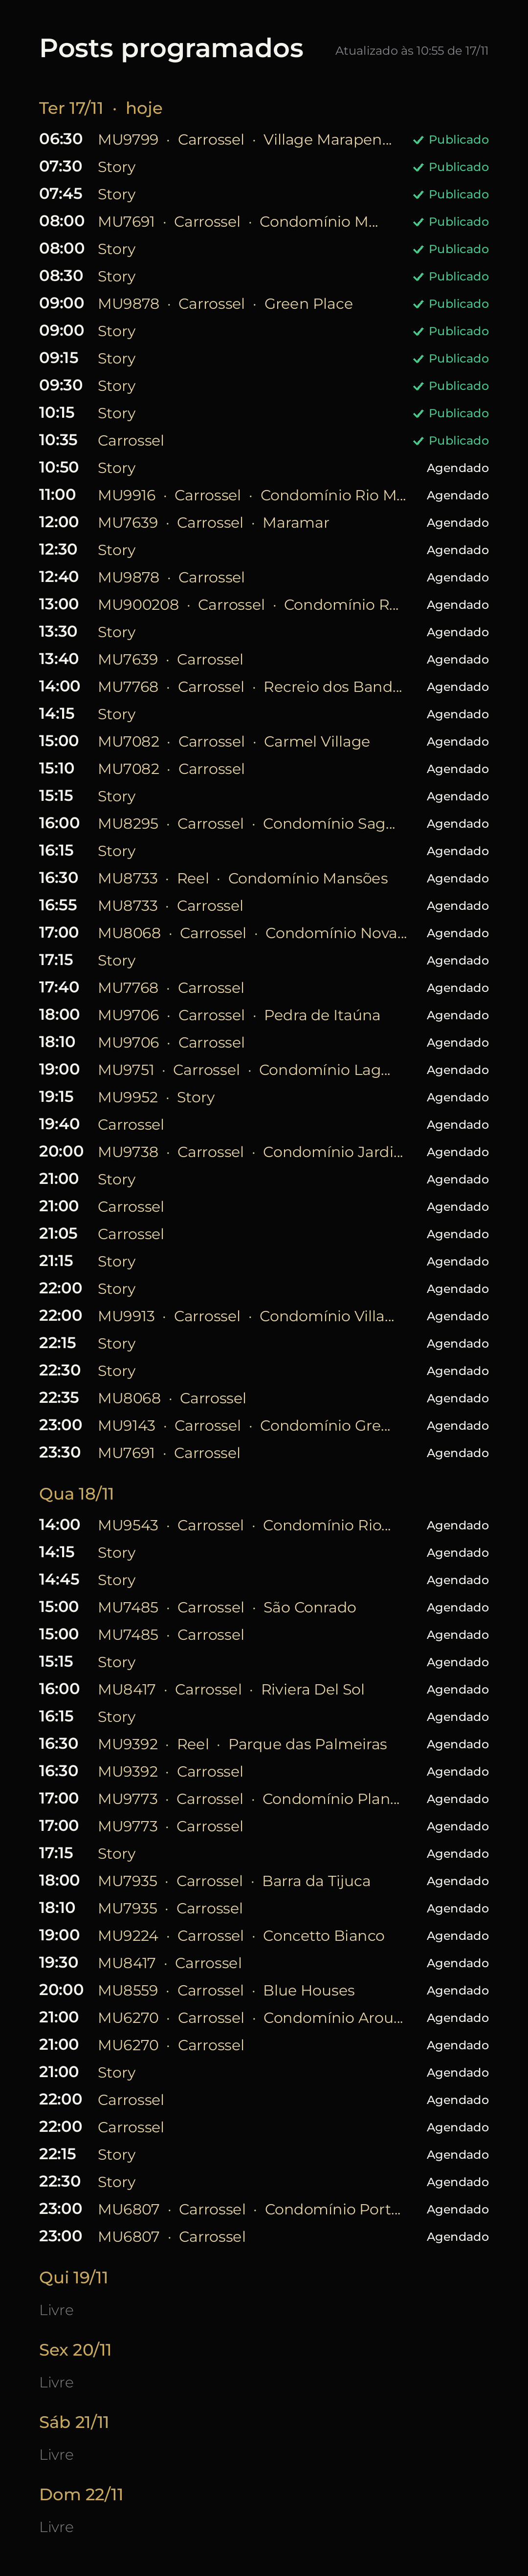 Posts programados Atualizado às 10:55 de 17/11
Ter 17/11 · hoje
06:30 MU9799 · Carrossel · Village Marapen... ✓ Publicado
07:30 Story ✓ Publicado
07:45 Story ✓ Publicado
08:00 MU7691 · Carrossel · Condomínio M... ✓ Publicado
08:00 Story ✓ Publicado
08:30 Story ✓ Publicado
09:00 MU9878 · Carrossel · Green Place ✓ Publicado
09:00 Story ✓ Publicado
09:15 Story ✓ Publicado
09:30 Story ✓ Publicado
10:15 Story ✓ Publicado
10:35 Carrossel ✓ Publicado
10:50 Story Agendado
11:00 MU9916 · Carrossel · Condomínio Rio M... Agendado
12:00 MU7639 · Carrossel · Maramar Agendado
12:30 Story Agendado
12:40 MU9878 · Carrossel Agendado
13:00 MU900208 · Carrossel · Condomínio R... Agendado
13:30 Story Agendado
13:40 MU7639 · Carrossel Agendado
14:00 MU7768 · Carrossel · Recreio dos Band... Agendado
14:15 Story Agendado
15:00 MU7082 · Carrossel · Carmel Village Agendado
15:10 MU7082 · Carrossel Agendado
15:15 Story Agendado
16:00 MU8295 · Carrossel · Condomínio Sag... Agendado
16:15 Story Agendado
16:30 MU8733 · Reel · Condomínio Mansões Agendado
16:55 MU8733 · Carrossel Agendado
17:00 MU8068 · Carrossel · Condomínio Nova... Agendado
17:15 Story Agendado
17:40 MU7768 · Carrossel Agendado
18:00 MU9706 · Carrossel · Pedra de Itaúna Agendado
18:10 MU9706 · Carrossel Agendado
19:00 MU9751 · Carrossel · Condomínio Lag... Agendado
19:15 MU9952 · Story Agendado
19:40 Carrossel Agendado
20:00 MU9738 · Carrossel · Condomínio Jardi... Agendado
21:00 Story Agendado
21:00 Carrossel Agendado
21:05 Carrossel Agendado
21:15 Story Agendado
22:00 Story Agendado
22:00 MU9913 · Carrossel · Condomínio Villa... Agendado
22:15 Story Agendado
22:30 Story Agendado
22:35 MU8068 · Carrossel Agendado
23:00 MU9143 · Carrossel · Condomínio Gre... Agendado
23:30 MU7691 · Carrossel Agendado
Qua 18/11
14:00 MU9543 · Carrossel · Condomínio Rio... Agendado
14:15 Story Agendado
14:45 Story Agendado
15:00 MU7485 · Carrossel · São Conrado Agendado
15:00 MU7485 · Carrossel Agendado
15:15 Story Agendado
16:00 MU8417 · Carrossel · Riviera Del Sol Agendado
16:15 Story Agendado
16:30 MU9392 · Reel · Parque das Palmeiras Agendado
16:30 MU9392 · Carrossel Agendado
17:00 MU9773 · Carrossel · Condomínio Plan... Agendado
17:00 MU9773 · Carrossel Agendado
17:15 Story Agendado
18:00 MU7935 · Carrossel · Barra da Tijuca Agendado
18:10 MU7935 · Carrossel Agendado
19:00 MU9224 · Carrossel · Concetto Bianco Agendado
19:30 MU8417 · Carrossel Agendado
20:00 MU8559 · Carrossel · Blue Houses Agendado
21:00 MU6270 · Carrossel · Condomínio Arou... Agendado
21:00 MU6270 · Carrossel Agendado
21:00 Story Agendado
22:00 Carrossel Agendado
22:00 Carrossel Agendado
22:15 Story Agendado
22:30 Story Agendado
23:00 MU6807 · Carrossel · Condomínio Port... Agendado
23:00 MU6807 · Carrossel Agendado
Qui 19/11
Livre
Sex 20/11
Livre
Sáb 21/11
Livre
Dom 22/11
Livre